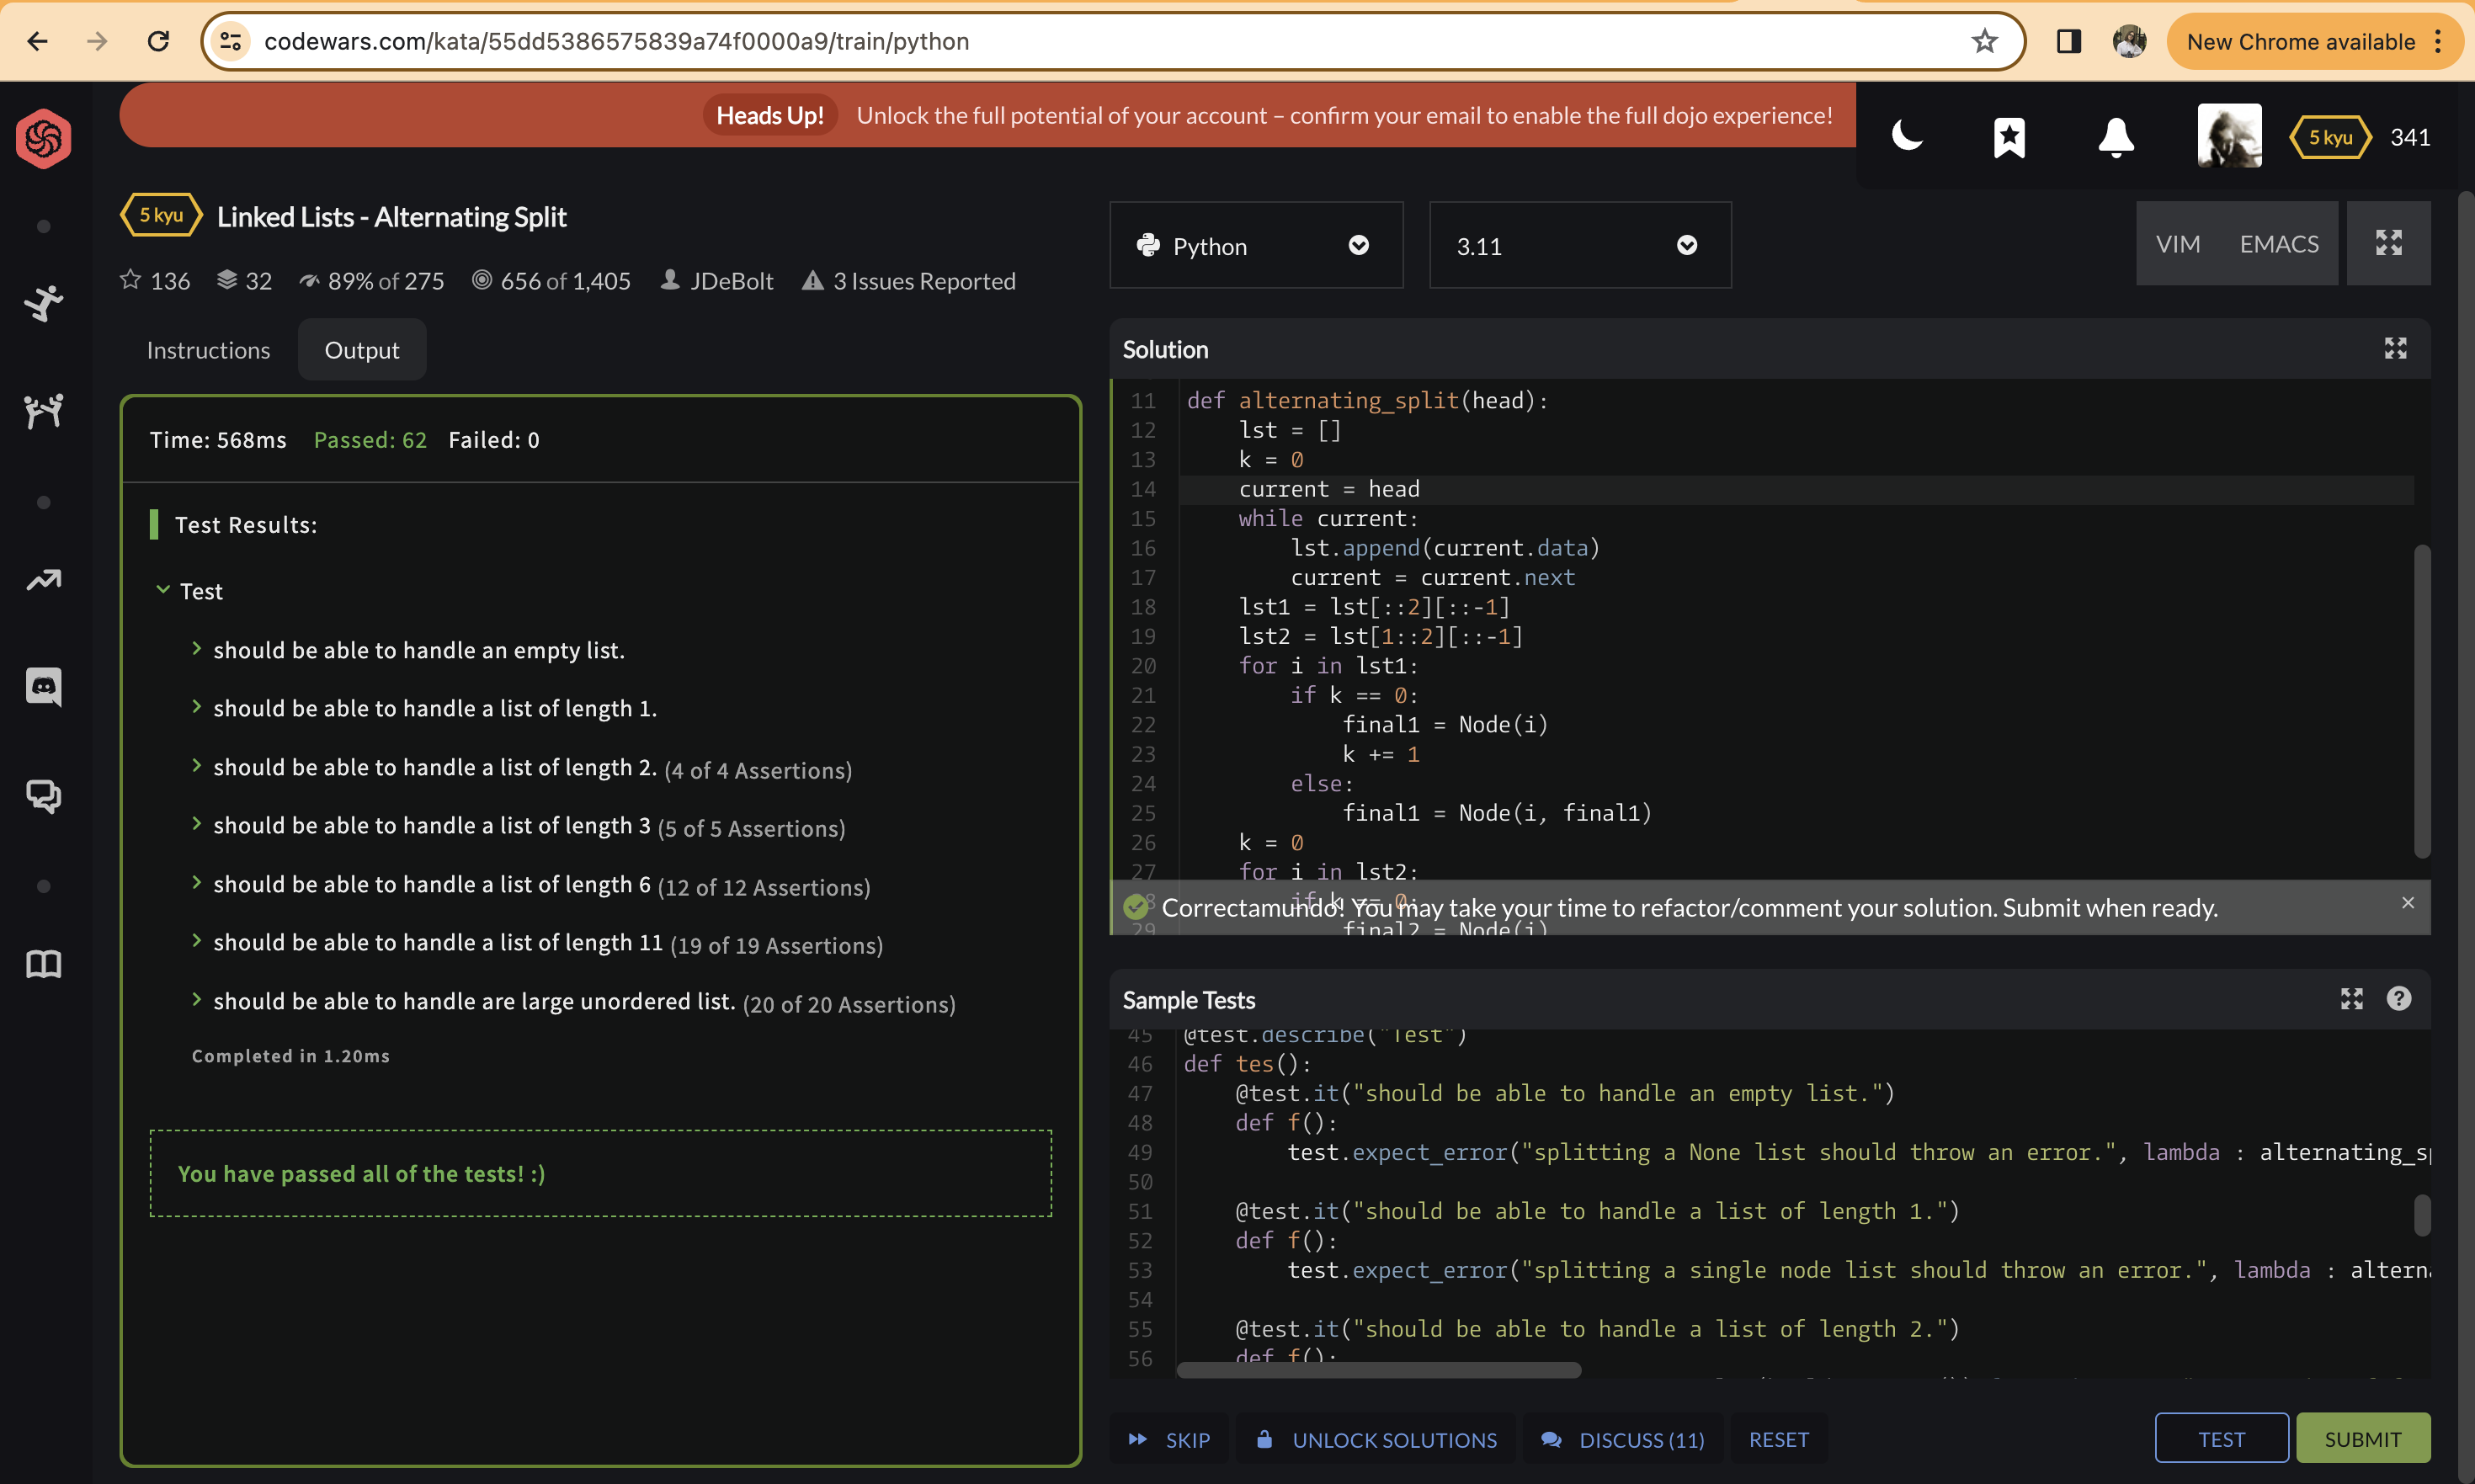 codewars.com/kata/55dd5386575839a74f0000a9/train/python
New Chrome available
Heads Up! Unlock the full potential of your account – confirm your email to enable the full dojo experience!
5 kyu 341
5 kyu Linked Lists - Alternating Split
136 32 89% of 275 656 of 1,405 JDeBolt 3 Issues Reported
Instructions Output
Time: 568ms Passed: 62 Failed: 0
Test Results:
Test
should be able to handle an empty list.
should be able to handle a list of length 1.
should be able to handle a list of length 2. (4 of 4 Assertions)
should be able to handle a list of length 3 (5 of 5 Assertions)
should be able to handle a list of length 6 (12 of 12 Assertions)
should be able to handle a list of length 11 (19 of 19 Assertions)
should be able to handle are large unordered list. (20 of 20 Assertions)
Completed in 1.20ms
You have passed all of the tests! :)
Python 3.11 VIM EMACS
Solution
11 def alternating_split(head):
12     lst = []
13     k = 0
14     current = head
15     while current:
16         lst.append(current.data)
17         current = current.next
18     lst1 = lst[::2][::-1]
19     lst2 = lst[1::2][::-1]
20     for i in lst1:
21         if k == 0:
22             final1 = Node(i)
23             k += 1
24         else:
25             final1 = Node(i, final1)
26     k = 0
27     for i in lst2:
28         if k == 0:
Correctamundo! You may take your time to refactor/comment your solution. Submit when ready.
29             final2 = Node(i)
Sample Tests
45 @test.describe("Test")
46 def tes():
47     @test.it("should be able to handle an empty list.")
48     def f():
49         test.expect_error("splitting a None list should throw an error.", lambda : alternating_sp
50
51     @test.it("should be able to handle a list of length 1.")
52     def f():
53         test.expect_error("splitting a single node list should throw an error.", lambda : altern
54
55     @test.it("should be able to handle a list of length 2.")
56     def f():
SKIP UNLOCK SOLUTIONS DISCUSS (11) RESET TEST SUBMIT